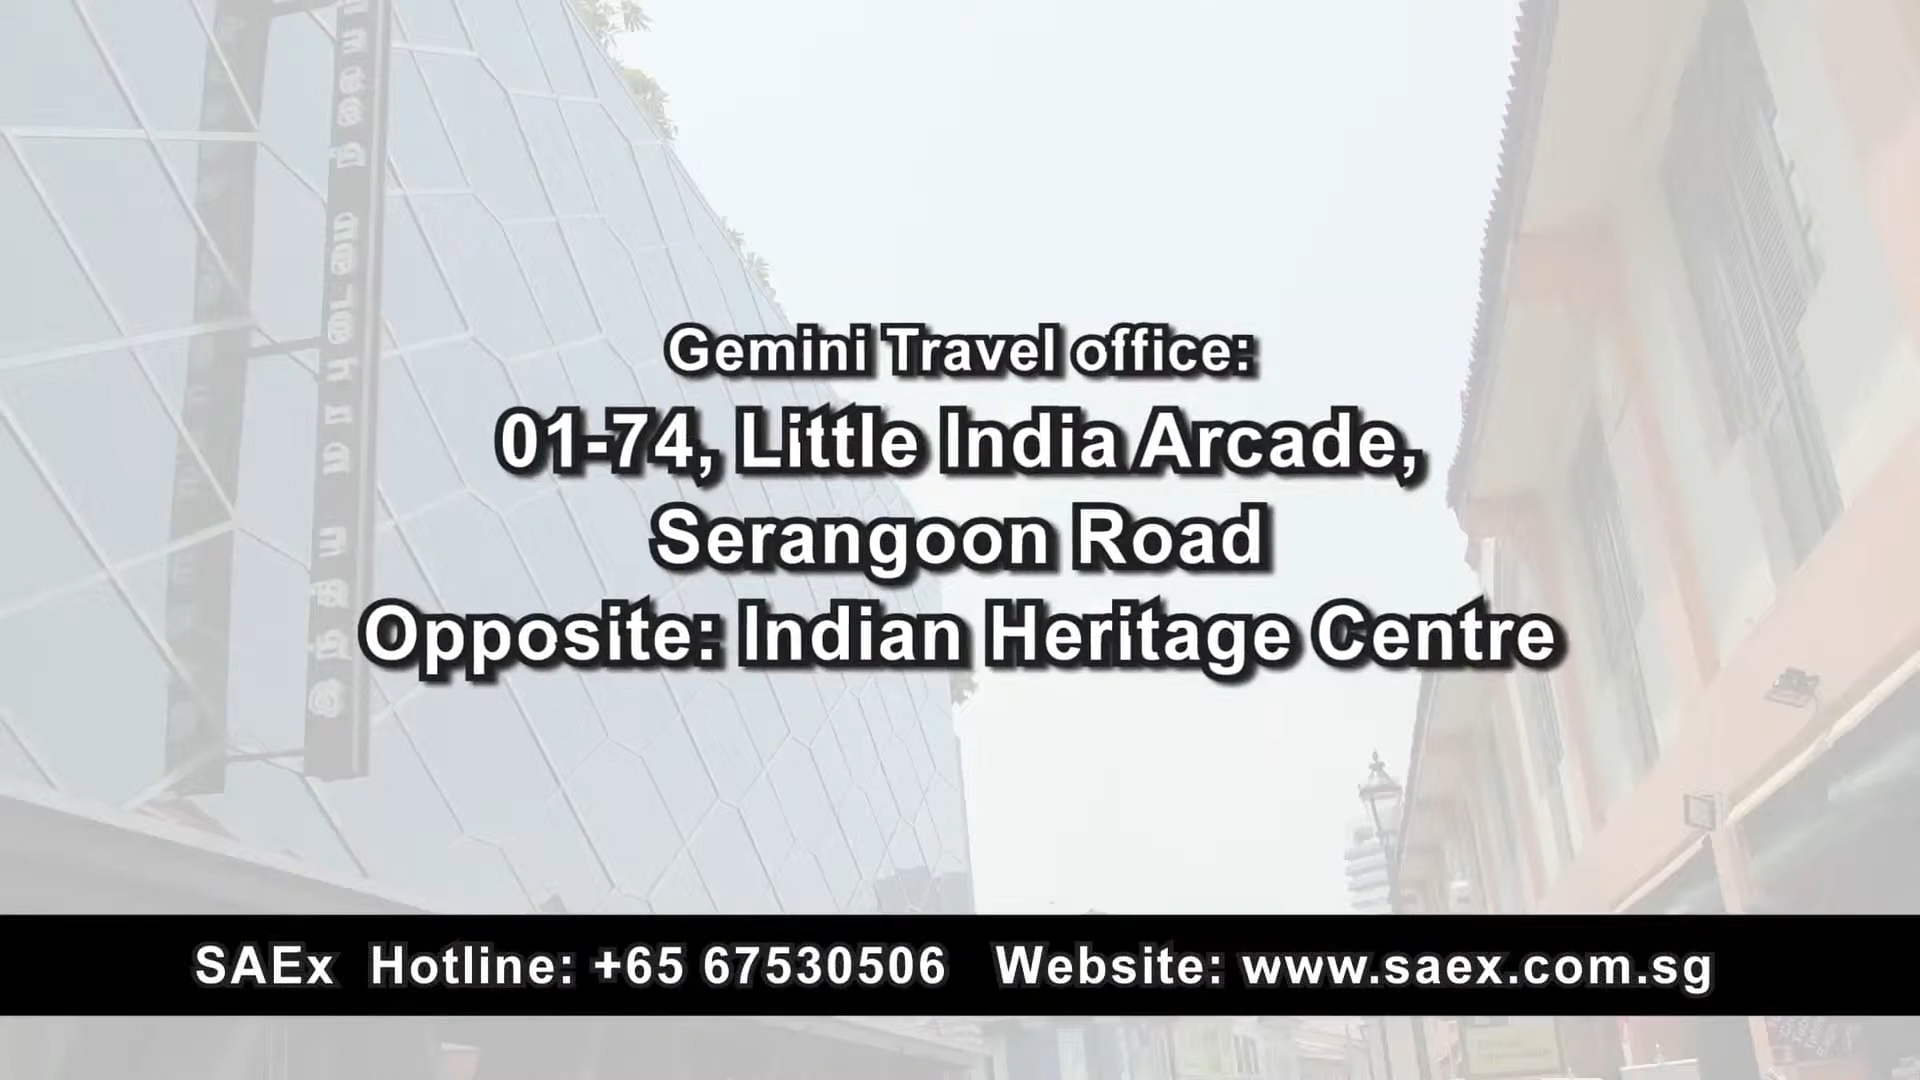 Gemini Travel office:
01-74, Little India Arcade,
Serangoon Road
Opposite: Indian Heritage Centre
SAEx Hotline: +65 67530506 Website: www.saex.com.sg